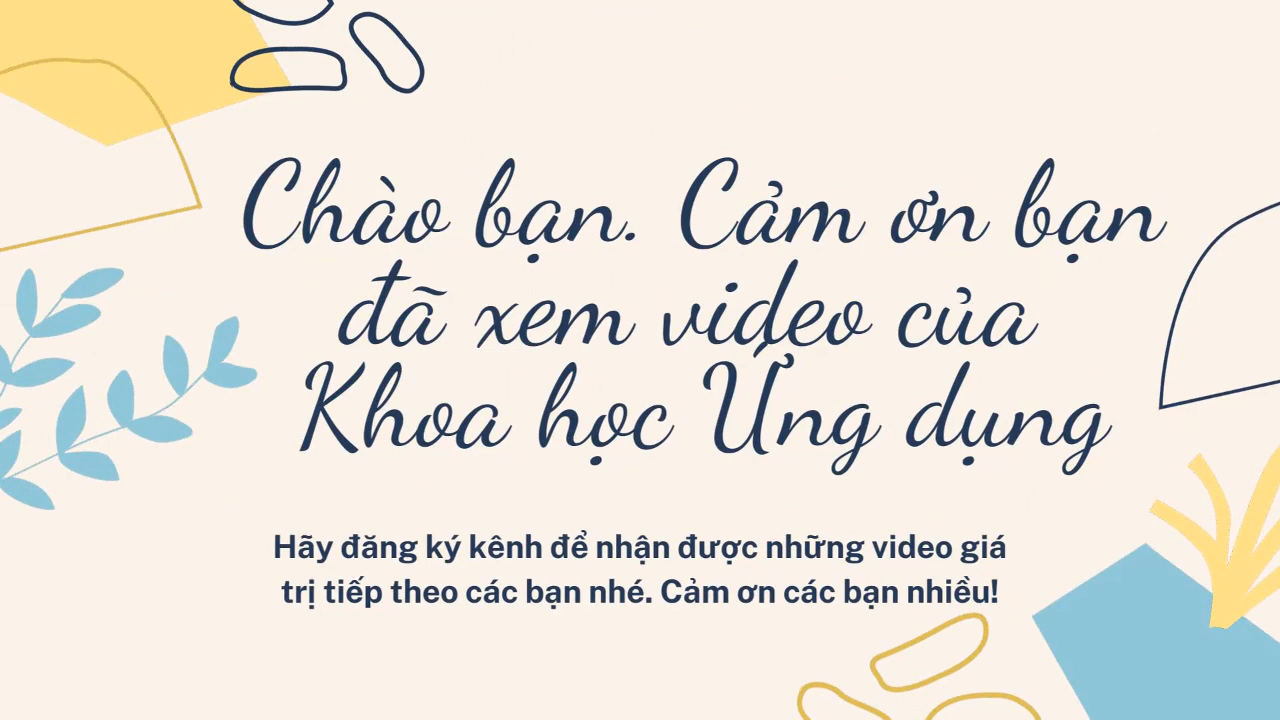 Chào bạn. Cảm ơn bạn
đã xem video của
Khoa học Ứng dụng
Hãy đăng ký kênh để nhận được những video giá
trị tiếp theo các bạn nhé. Cảm ơn các bạn nhiều!